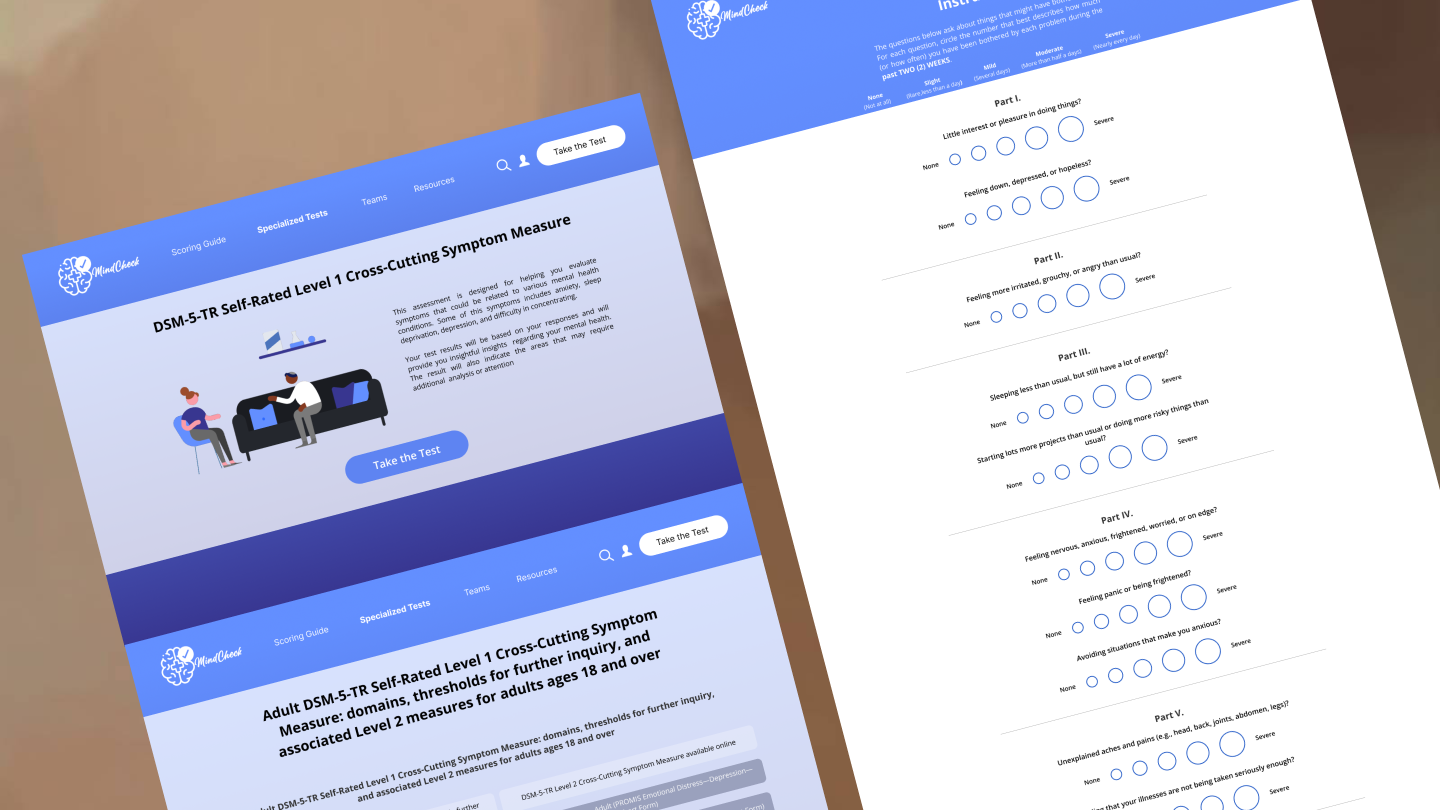 MindCheck
Scoring Guide
Specialized Tests
Teams
Resources
Take the Test
DSM-5-TR Self-Rated Level 1 Cross-Cutting Symptom Measure
This assessment is designed for helping you evaluate
symptoms that could be related to various mental health
conditions. Some of this symptoms includes anxiety, sleep
deprivation, depression, and difficulty in concentrating.
Your test results will be based on your responses and will
provide you insightful insights regarding your mental health.
The result will also indicate the areas that may require
additional analysis or attention
Take the Test
MindCheck
Scoring Guide
Specialized Tests
Teams
Resources
Take the Test
Adult DSM-5-TR Self-Rated Level 1 Cross-Cutting Symptom
Measure: domains, thresholds for further inquiry, and
associated Level 2 measures for adults ages 18 and over
DSM-5-TR Self-Rated Level 1 Cross-Cutting Symptom Measure: domains, thresholds for further inquiry,
and associated Level 2 measures for adults ages 18 and over
further
DSM-5-TR Level 2 Cross-Cutting Symptom Measure available online
Adult (PROMIS Emotional Distress—Depression—
Form)
Form)
MindCheck
The questions below ask about things that might have
For each question, circle the number that best describes how much
(or how often) you have been bothered by each problem during the
past TWO (2) WEEKS.
None
(Not at all)
Slight
(Rare,less than a day)
Mild
(Several days)
Moderate
(More than half a days)
Severe
(Nearly every day)
Part I.
Little interest or pleasure in doing things?
None
Severe
Feeling down, depressed, or hopeless?
None
Severe
Part II.
Feeling more irritated, grouchy, or angry than usual?
None
Severe
Part III.
Sleeping less than usual, but still have a lot of energy?
None
Severe
Starting lots more projects than usual or doing more risky things than
usual?
None
Severe
Part IV.
Feeling nervous, anxious, frightened, worried, or on edge?
None
Severe
Feeling panic or being frightened?
None
Severe
Avoiding situations that make you anxious?
None
Severe
Part V.
Unexplained aches and pains (e.g., head, back, joints, abdomen, legs)?
None
Severe
that your illnesses are not being taken seriously enough?
Severe